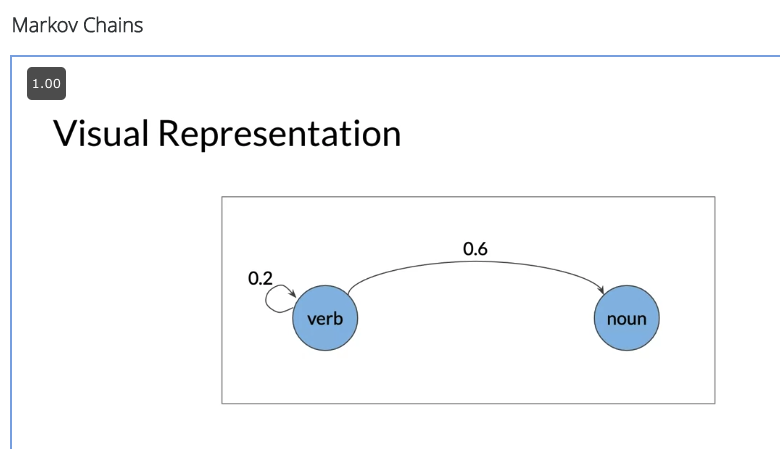 Markov Chains
1.00
Visual Representation
0.6
0.2
verb
noun